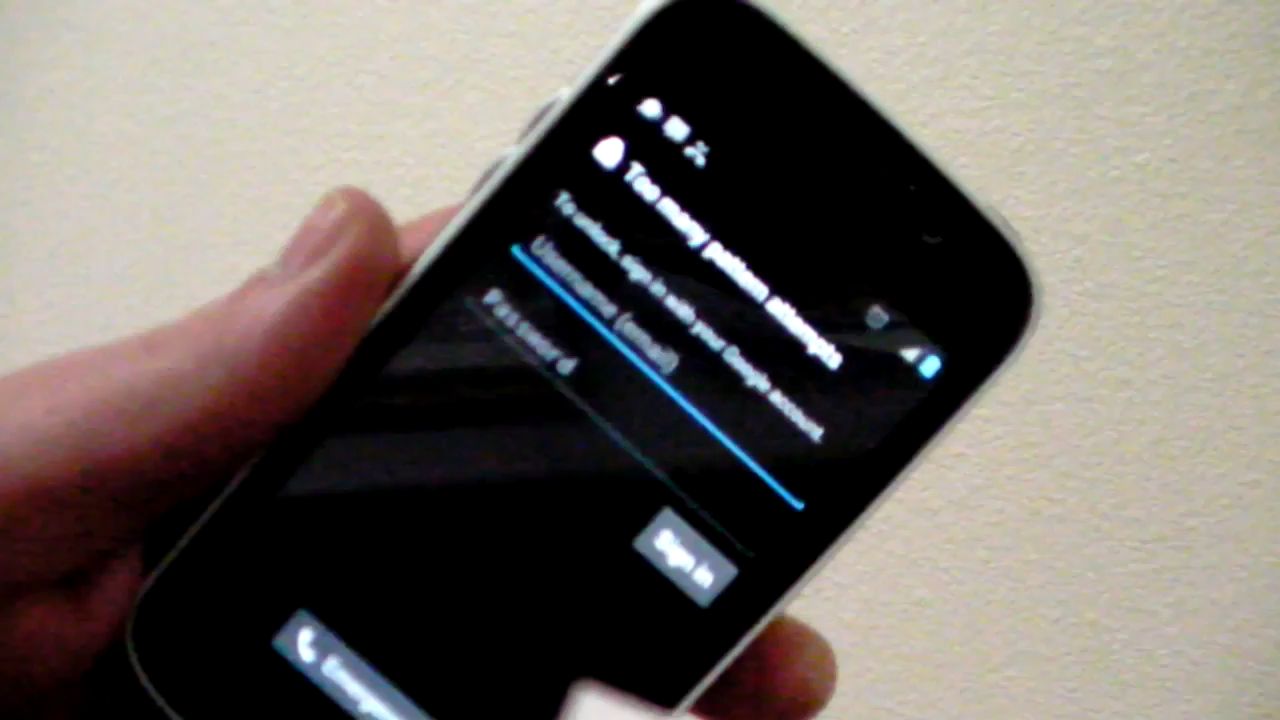 Too many pattern attempts
To unlock, sign in with your Google account.
Username (email)
Password
Sign in